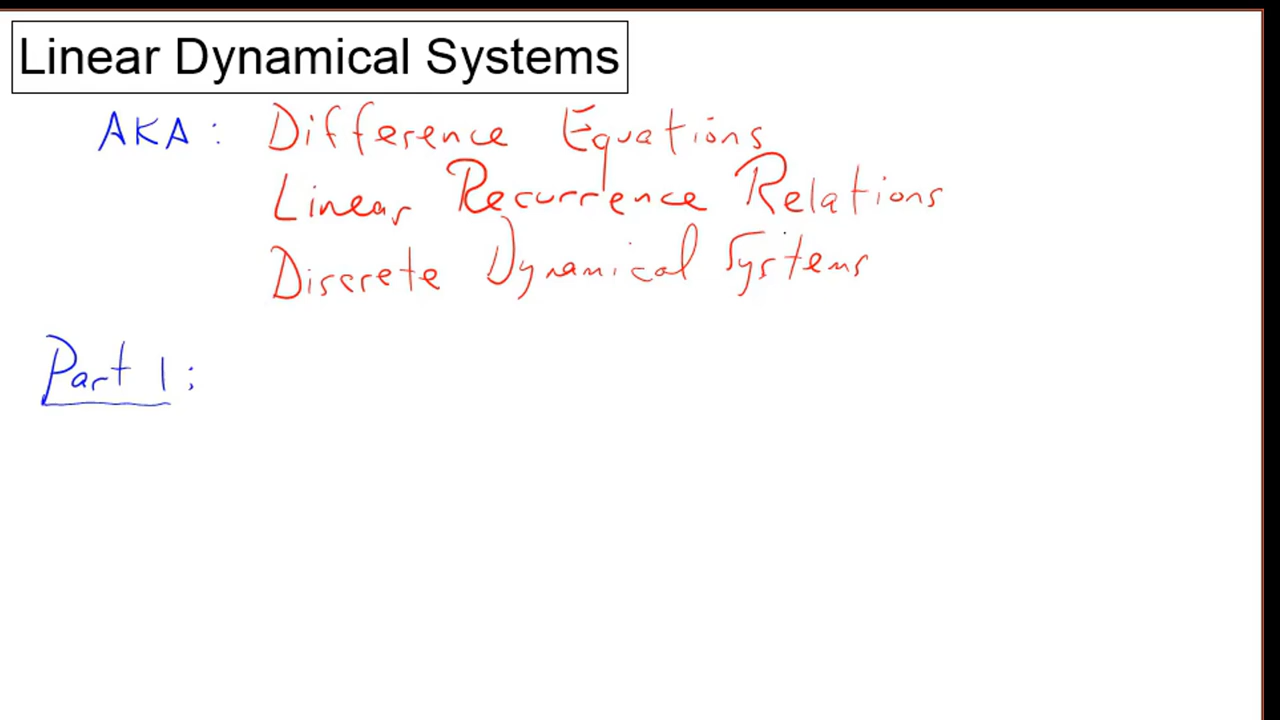 Linear Dynamical Systems
AKA: Difference Equations
Linear Recurrence Relations
Discrete Dynamical Systems
Part 1: